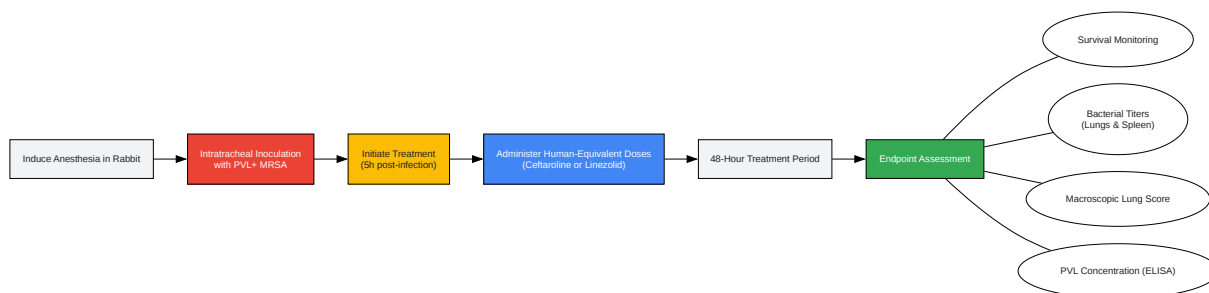 Induce Anesthesia in Rabbit
Intratracheal Inoculation
with PVL+ MRSA
Initiate Treatment
(5h post-infection)
Administer Human-Equivalent Doses
(Ceftaroline or Linezolid)
48-Hour Treatment Period
Endpoint Assessment
Survival Monitoring
Bacterial Titers
(Lungs & Spleen)
Macroscopic Lung Score
PVL Concentration (ELISA)